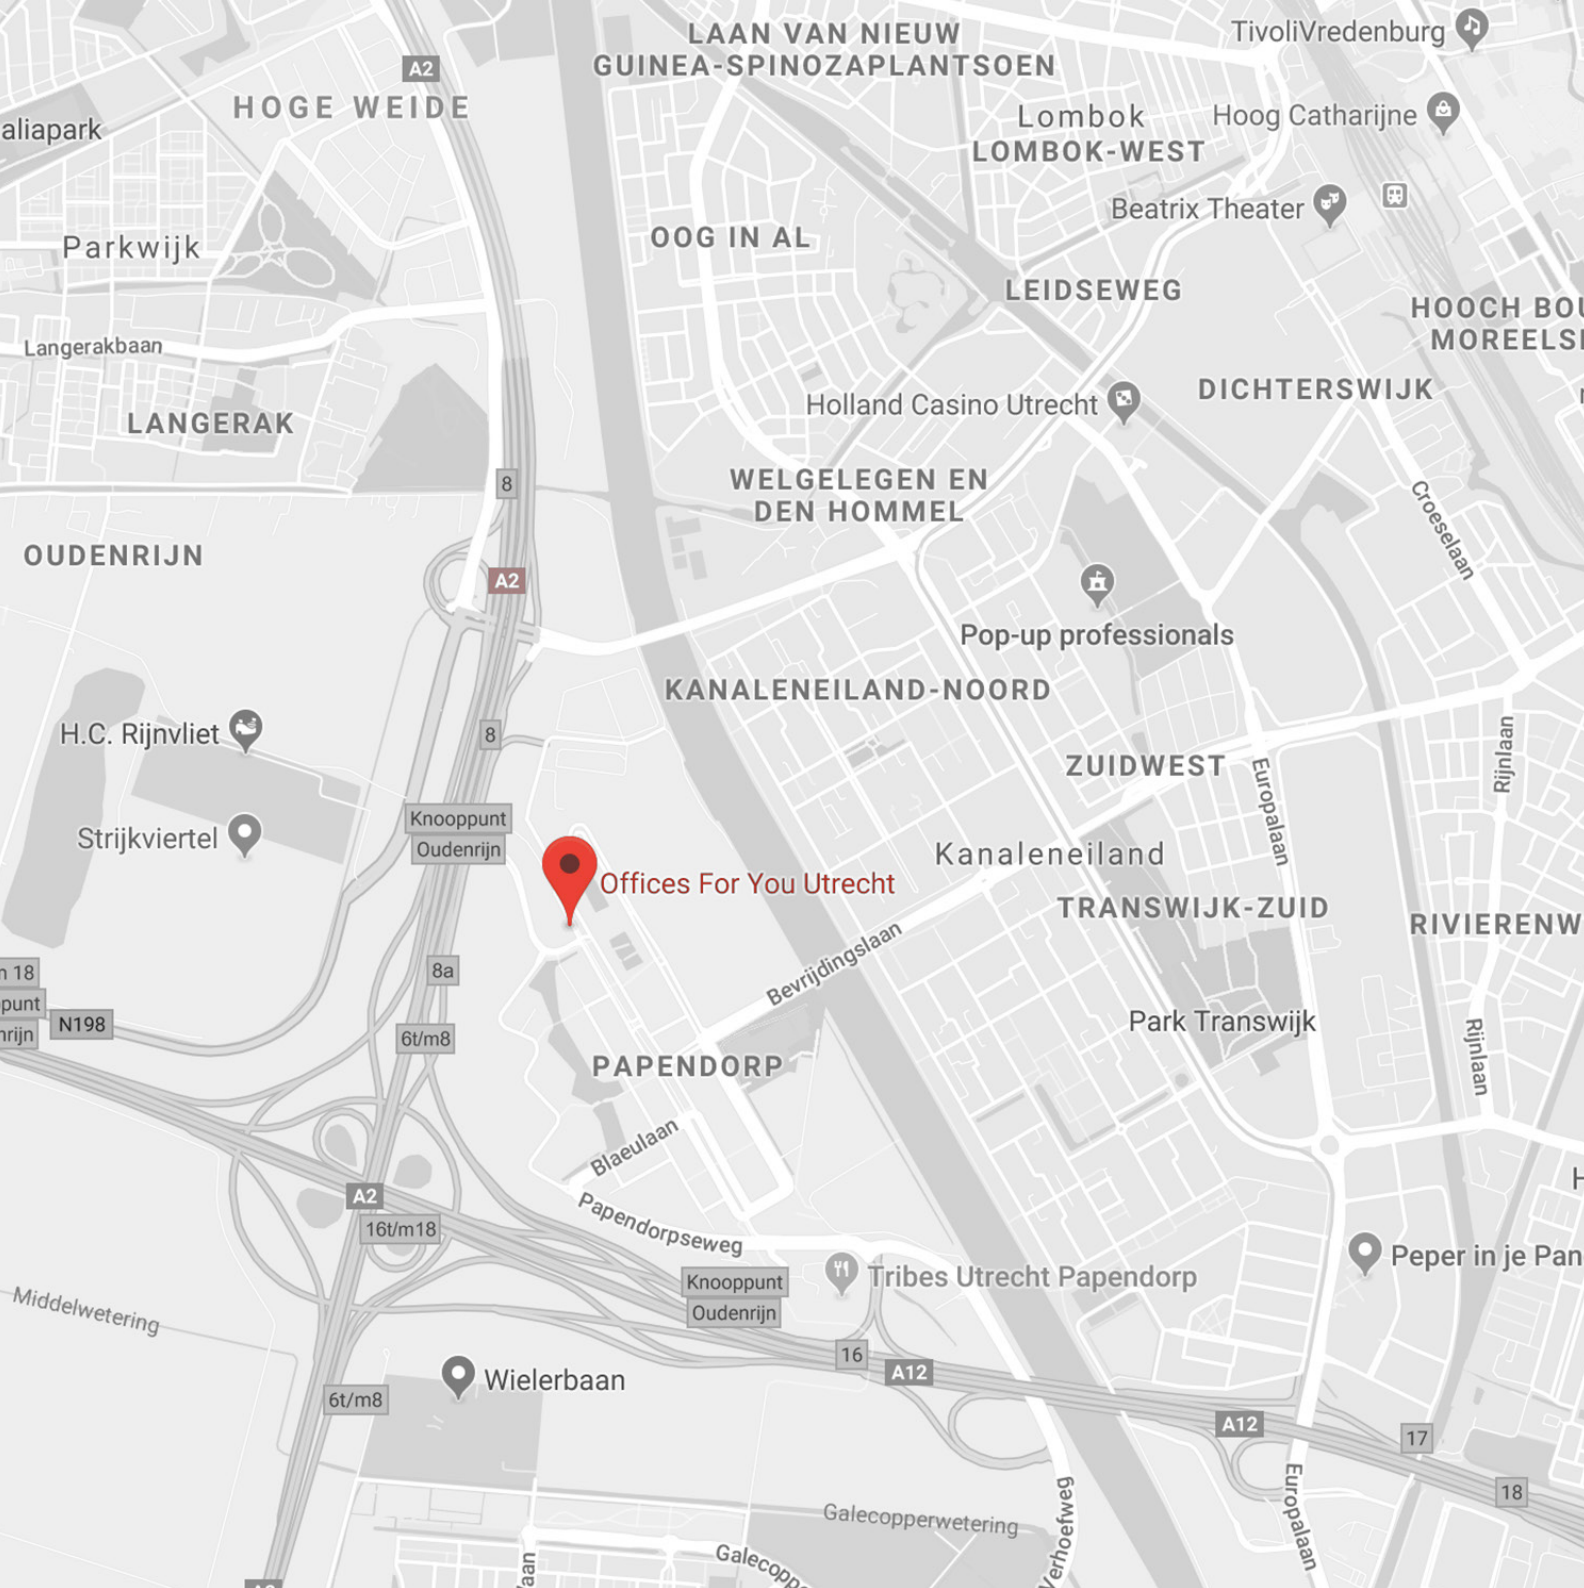 LAAN VAN NIEUW
GUINEA-SPINOZAPLANTSOEN
TivoliVredenburg
A2
HOGE WEIDE
Lombok
LOMBOK-WEST
Hoog Catharijne
aliapark
Beatrix Theater
Parkwijk
OOG IN AL
LEIDSEWEG
HOOCH BOU
MOREELSE
Langerakbaan
LANGERAK
Holland Casino Utrecht
DICHTERSWIJK
8
WELGELEGEN EN
DEN HOMMEL
Croeselaan
OUDENRIJN
A2
Pop-up professionals
KANALENEILAND-NOORD
H.C. Rijnvliet
8
ZUIDWEST
Rijnlaan
Europalaan
Strijkviertel
Knooppunt
Oudenrijn
Kanaleneiland
Offices For You Utrecht
TRANSWIJK-ZUID
RIVIERENW
Bevrijdingslaan
8a
n 18
punt
nrijn
N198
6t/m8
Park Transwijk
Rijnlaan
PAPENDORP
Blaeulaan
A2
16t/m18
Papendorpseweg
H
Knooppunt
Oudenrijn
Tribes Utrecht Papendorp
Peper in je Pan
Middelwetering
16
A12
Wielerbaan
6t/m8
A12
17
18
Europalaan
Verhoefweg
Galecopperwetering
Galecoppe
aan